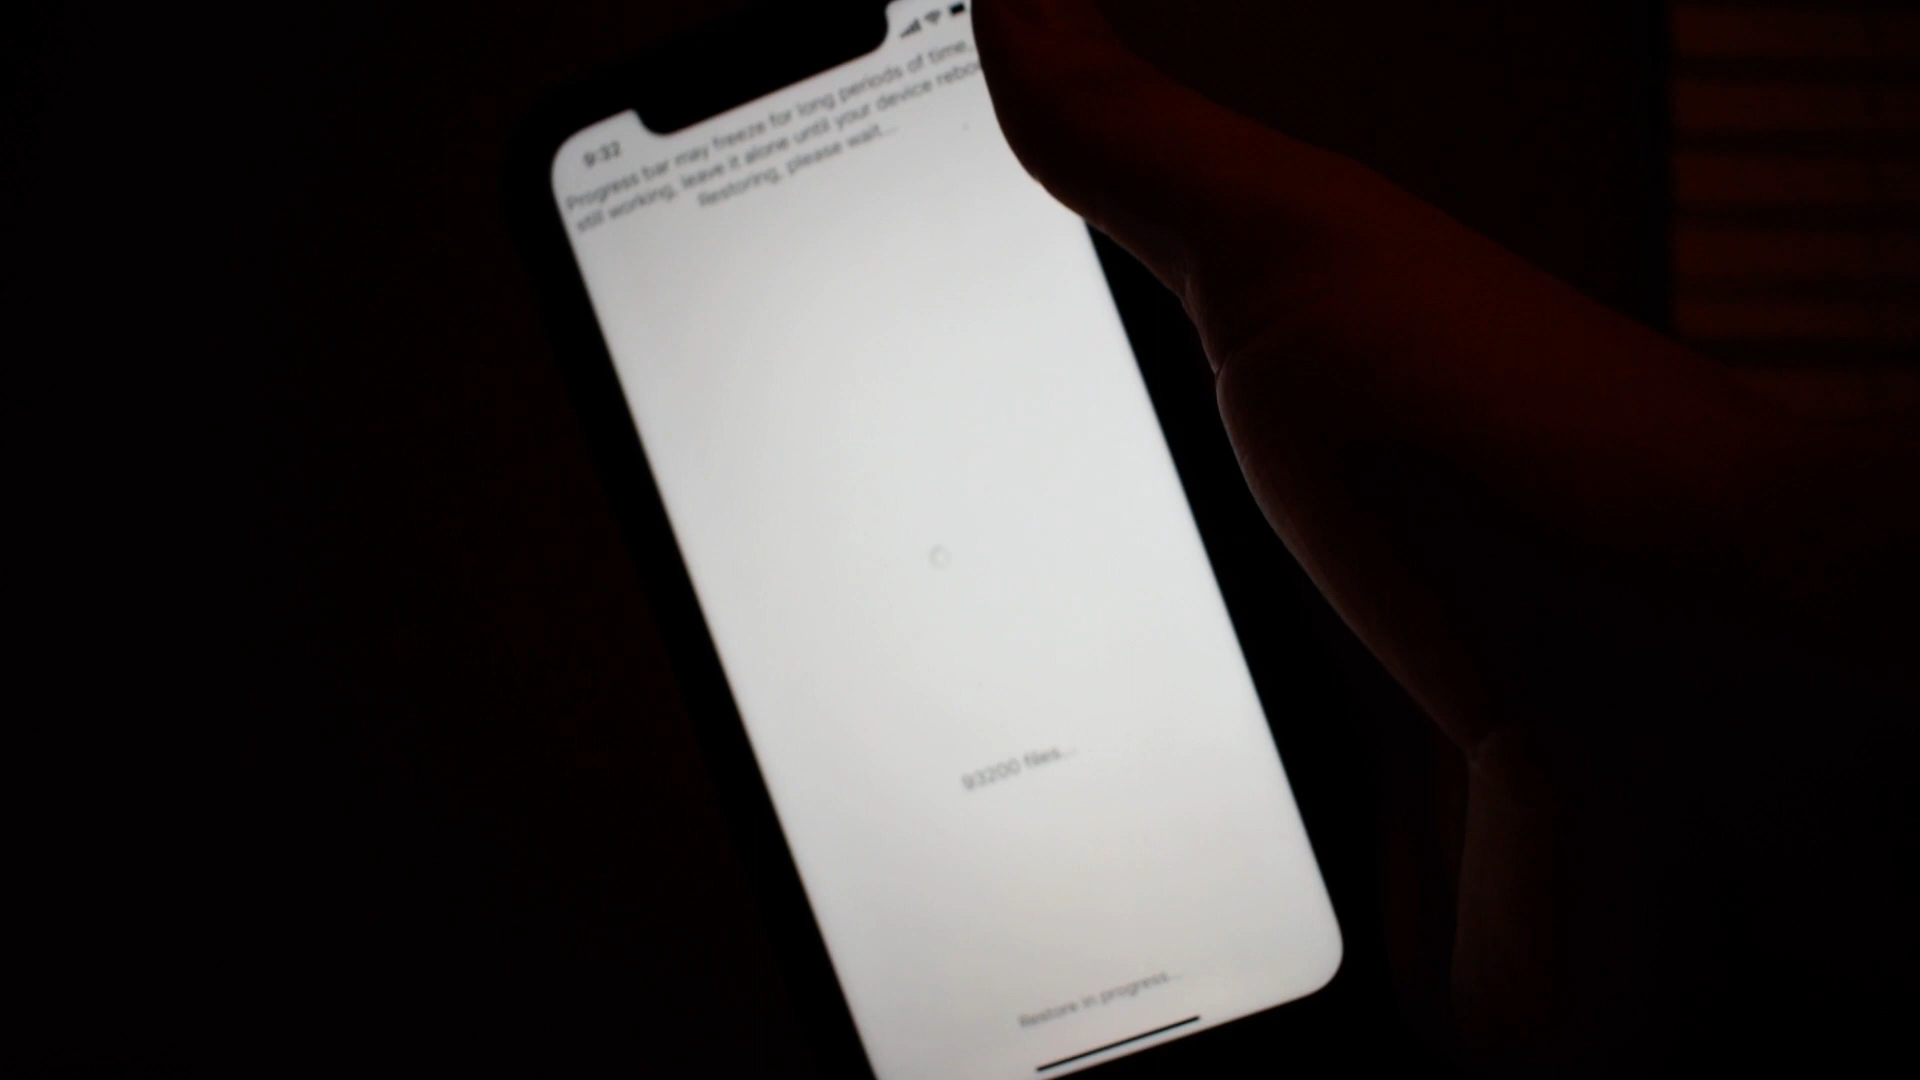 9:32
Progress bar may freeze for long periods of time,
still working, leave it alone until your device
Restoring, please wait...
93200 files...
Restore in progress...